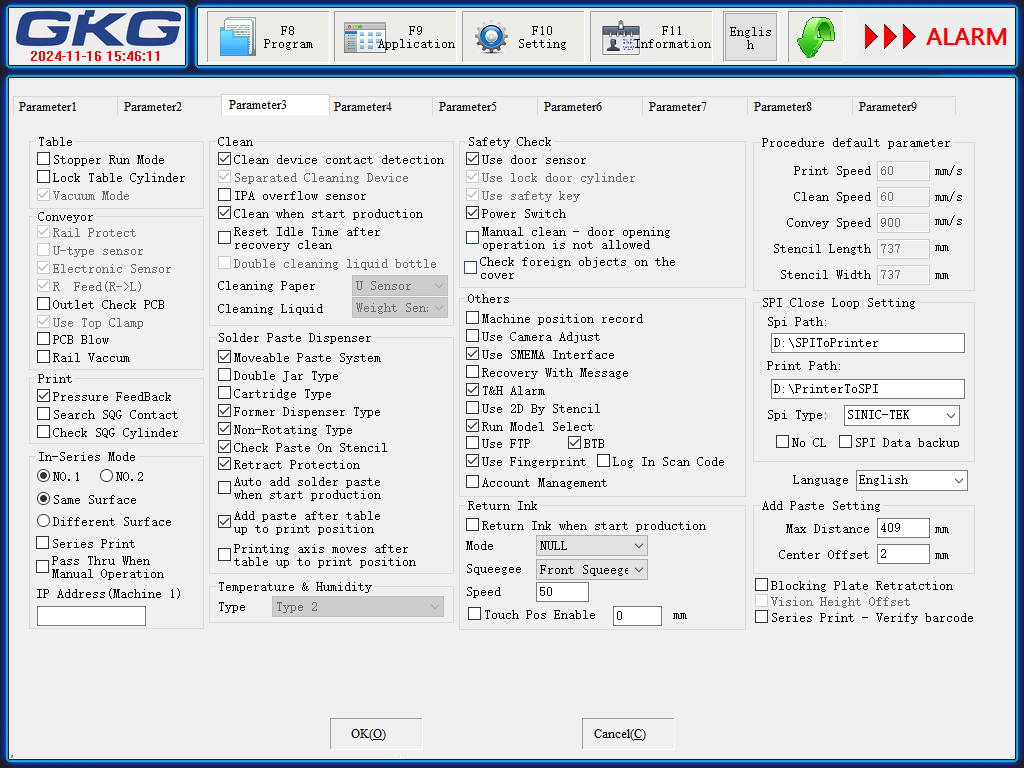 GKG
2024-11-16 15:46:11
F8
Program
F9
Application
F10
Setting
F11
Information
Englis
h
ALARM
Parameter1
Parameter2
Parameter3
Parameter4
Parameter5
Parameter6
Parameter7
Parameter8
Parameter9
Table
Stopper Run Mode
Lock Table Cylinder
Vacuum Mode
Conveyor
Rail Protect
U-type sensor
Electronic Sensor
R Feed(R->L)
Outlet Check PCB
Use Top Clamp
PCB Blow
Rail Vaccum
Print
Pressure FeedBack
Search SQG Contact
Check SQG Cylinder
In-Series Mode
NO.1 NO.2
Same Surface
Different Surface
Series Print
Pass Thru When
Manual Operation
IP Address(Machine 1)
Clean
Clean device contact detection
Separated Cleaning Device
IPA overflow sensor
Clean when start production
Reset Idle Time after
recovery clean
Double cleaning liquid bottle
Cleaning Paper U Sensor
Cleaning Liquid Weight Sen
Solder Paste Dispenser
Moveable Paste System
Double Jar Type
Cartridge Type
Former Dispenser Type
Non-Rotating Type
Check Paste On Stencil
Retract Protection
Auto add solder paste
when start production
Add paste after table
up to print position
Printing axis moves after
table up to print position
Temperature & Humidity
Type Type 2
Safety Check
Use door sensor
Use lock door cylinder
Use safety key
Power Switch
Manual clean - door opening
operation is not allowed
Check foreign objects on the
cover
Others
Machine position record
Use Camera Adjust
Use SMEMA Interface
Recovery With Message
T&H Alarm
Use 2D By Stencil
Run Model Select
Use FTP BTB
Use Fingerprint Log In Scan Code
Account Management
Return Ink
Return Ink when start production
Mode NULL
Squeegee Front Squeege
Speed 50
Touch Pos Enable 0 mm
Procedure default parameter
Print Speed 60 mm/s
Clean Speed 60 mm/s
Convey Speed 900 mm/s
Stencil Length 737 mm
Stencil Width 737 mm
SPI Close Loop Setting
Spi Path:
D:\SPIToPrinter
Print Path:
D:\PrinterToSPI
Spi Type: SINIC-TEK
No CL SPI Data backup
Language English
Add Paste Setting
Max Distance 409 mm
Center Offset 2 mm
Blocking Plate Retratction
Vision Height Offset
Series Print - Verify barcode
OK(O)
Cancel(C)